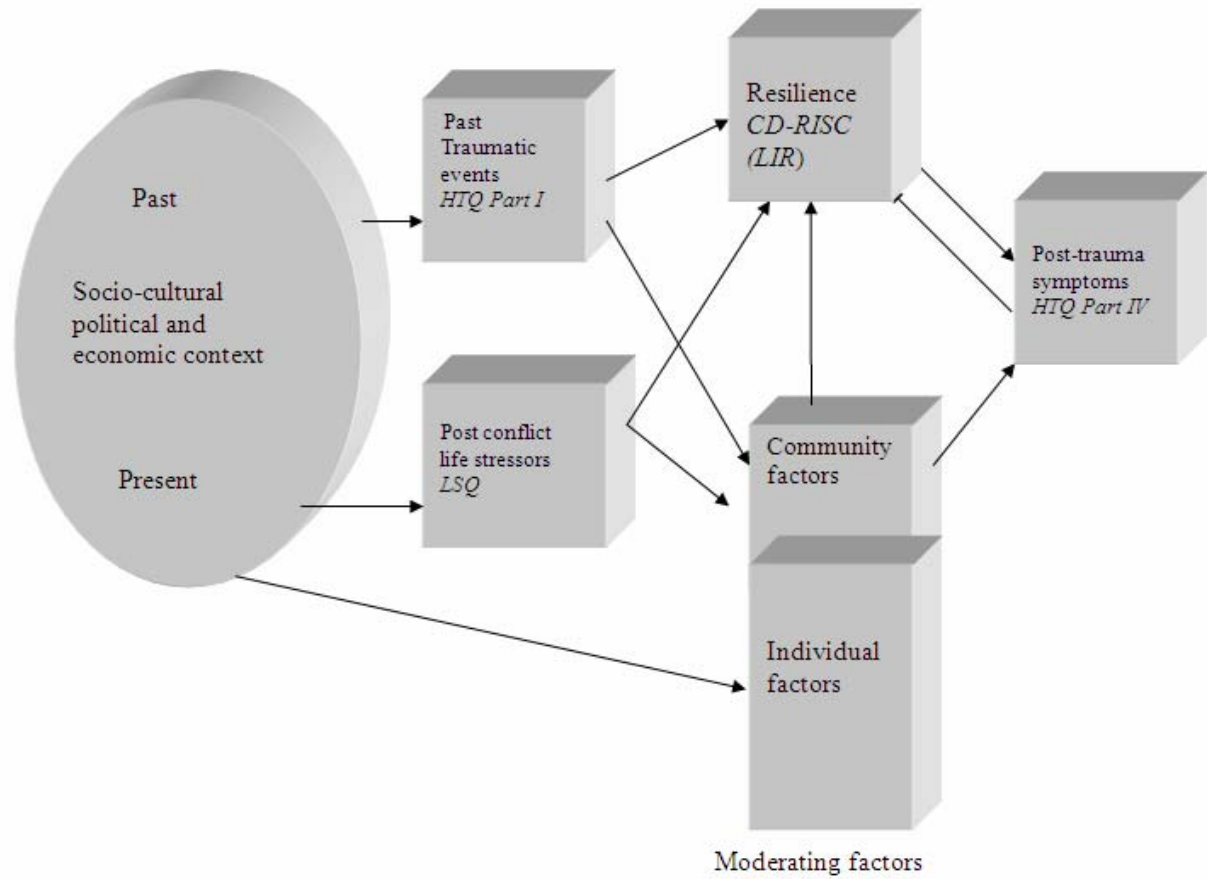 Past
Socio-cultural
political and
economic context
Present
Past
Traumatic
events
HTQ Part I
Post conflict
life stressors
LSQ
Resilience
CD-RISC
(LIR)
Community
factors
Individual
factors
Moderating factors
Post-trauma
symptoms
HTQ Part IV